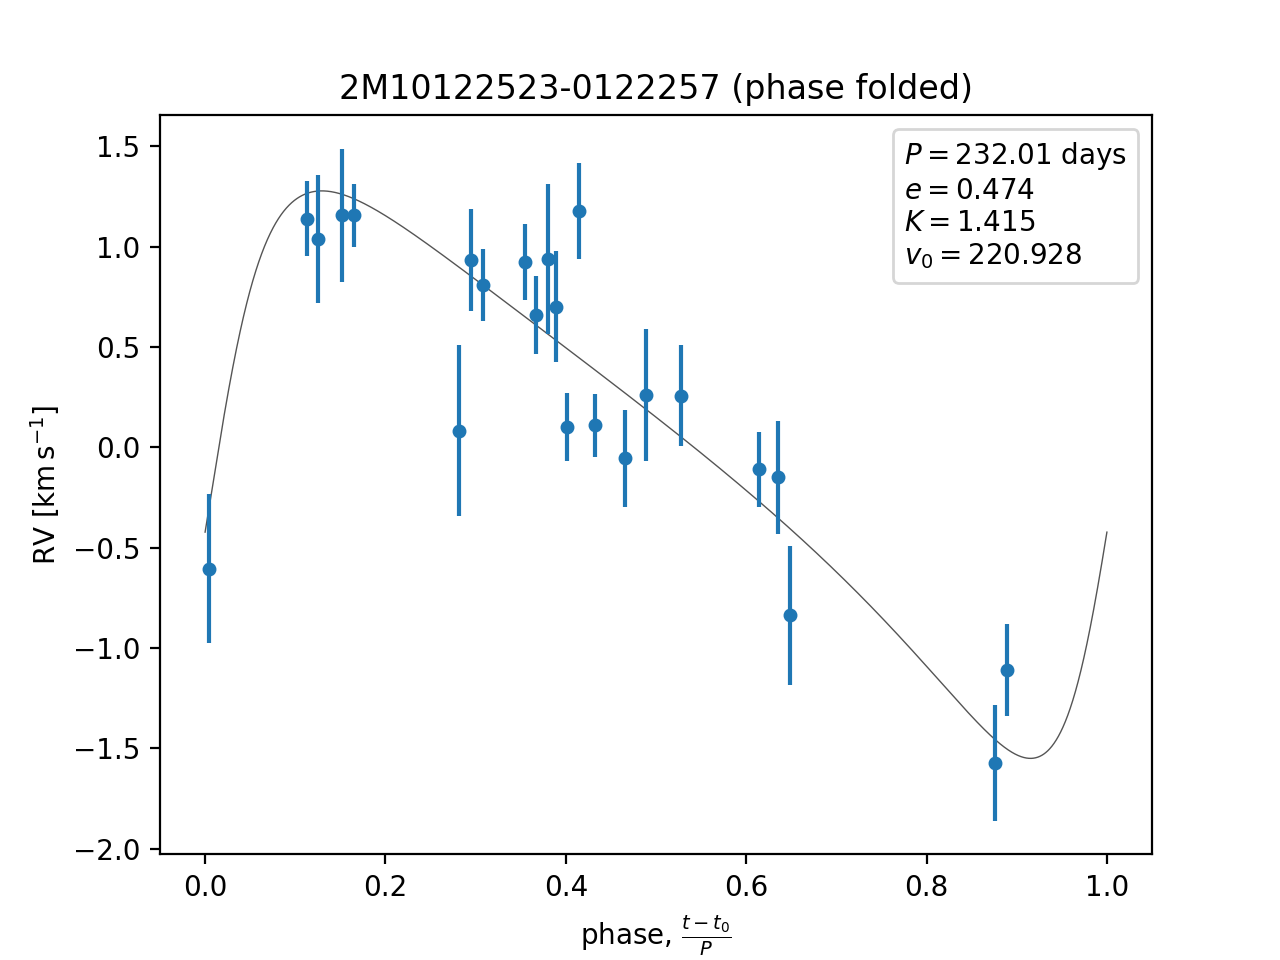 2M10122523-0122257 (phase folded)
P = 232.01 days
e = 0.474
K = 1.415
v₀ = 220.928
1.5
1.0
0.5
0.0
−0.5
−1.0
−1.5
−2.0
RV [km s⁻¹]
0.0 0.2 0.4 0.6 0.8 1.0
phase, (t − t₀)/P